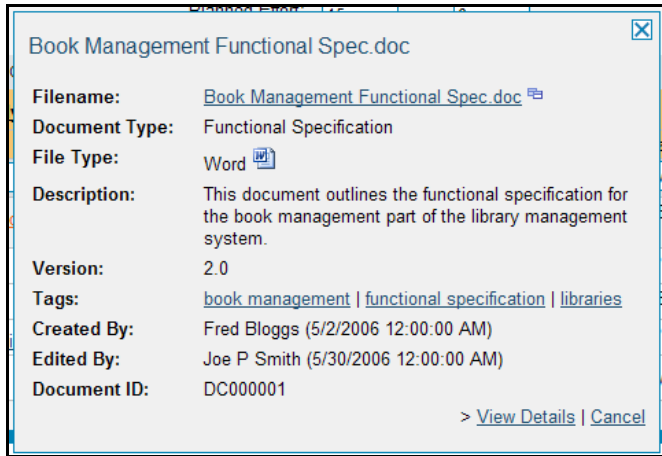 Book Management Functional Spec.doc
Filename: Book Management Functional Spec.doc
Document Type: Functional Specification
File Type: Word
Description: This document outlines the functional specification for
the book management part of the library management
system.
Version: 2.0
Tags: book management | functional specification | libraries
Created By: Fred Bloggs (5/2/2006 12:00:00 AM)
Edited By: Joe P Smith (5/30/2006 12:00:00 AM)
Document ID: DC000001
> View Details | Cancel